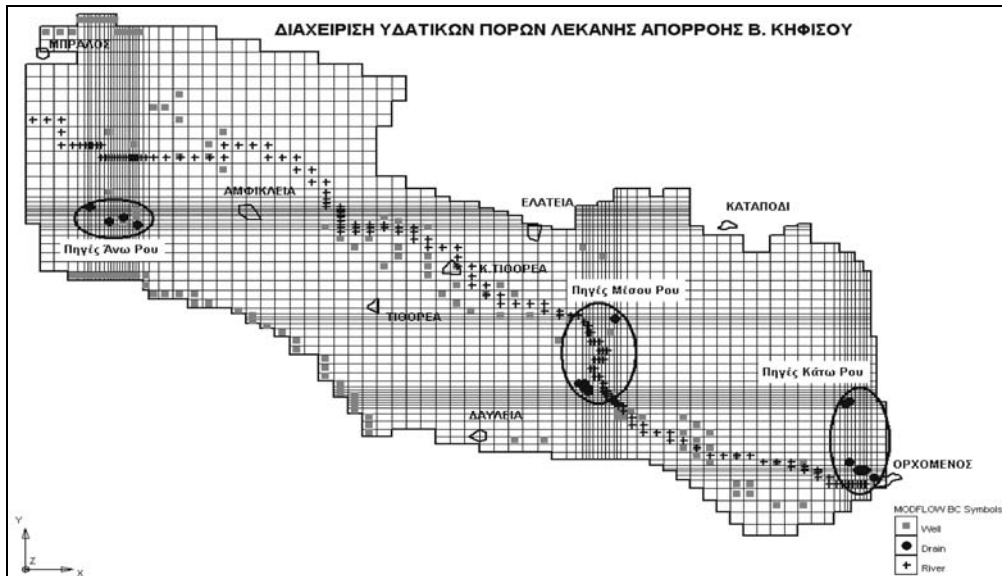 ΔΙΑΧΕΙΡΙΣΗ ΥΔΑΤΙΚΩΝ ΠΟΡΩΝ ΛΕΚΑΝΗΣ ΑΠΟΡΡΟΗΣ Β. ΚΗΦΙΣΟΥ
ΜΠΡΑΛΟΣ
ΑΜΦΙΚΛΕΙΑ
ΕΛΑΤΕΙΑ
ΚΑΤΑΠΟΔΙ
Πηγές Άνω Ρου
Κ.ΤΙΘΟΡΕΑ
Πηγές Μέσου Ρου
ΤΙΘΟΡΕΑ
Πηγές Κάτω Ρου
ΔΑΥΛΕΙΑ
ΟΡΧΟΜΕΝΟΣ
MODFLOW BC Symbols
Well
Drain
River
Y
Z
X